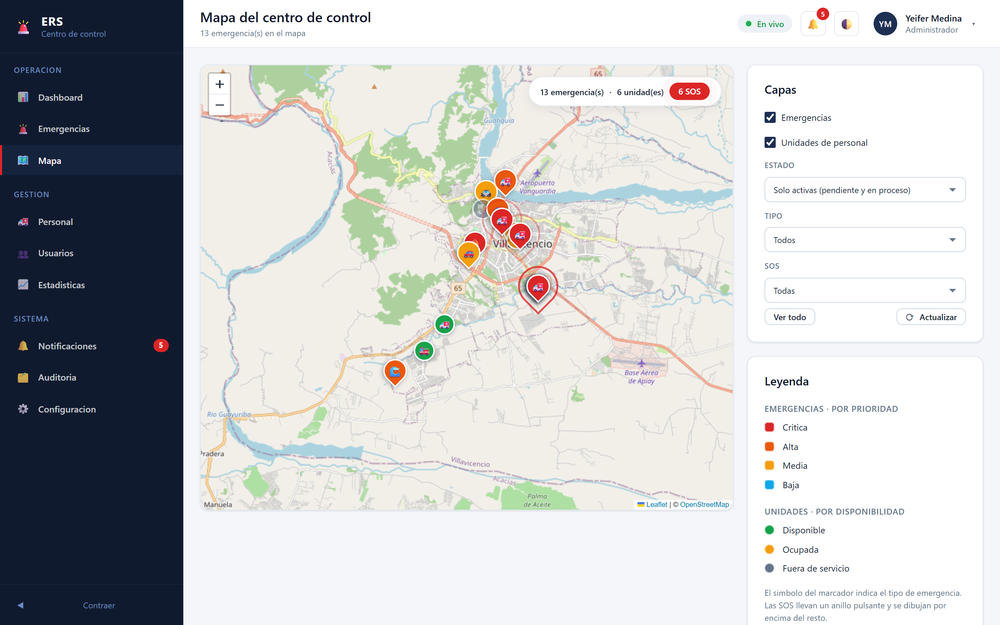 ERS
Centro de control
OPERACION
Dashboard
Emergencias
Mapa
GESTION
Personal
Usuarios
Estadisticas
SISTEMA
Notificaciones 5
Auditoria
Configuracion
Contraer
Mapa del centro de control
13 emergencia(s) en el mapa
En vivo
5
YM
Yeifer Medina
Administrador
+
−
13 emergencia(s) · 6 unidad(es) 6 SOS
65
Guatiquía
Acacías
Aeropuerto
Vanguardia
65
Base Aérea
de Apiay
Rio Guayuriba
Pradera
Villavicencio
Acacías
Palma
de Aceite
Manuela
Leaflet | © OpenStreetMap
Capas
Emergencias
Unidades de personal
ESTADO
Solo activas (pendiente y en proceso)
TIPO
Todos
SOS
Todas
Ver todo
Actualizar
Leyenda
EMERGENCIAS · POR PRIORIDAD
Critica
Alta
Media
Baja
UNIDADES · POR DISPONIBILIDAD
Disponible
Ocupada
Fuera de servicio
El simbolo del marcador indica el tipo de emergencia.
Las SOS llevan un anillo pulsante y se dibujan por
encima del resto.